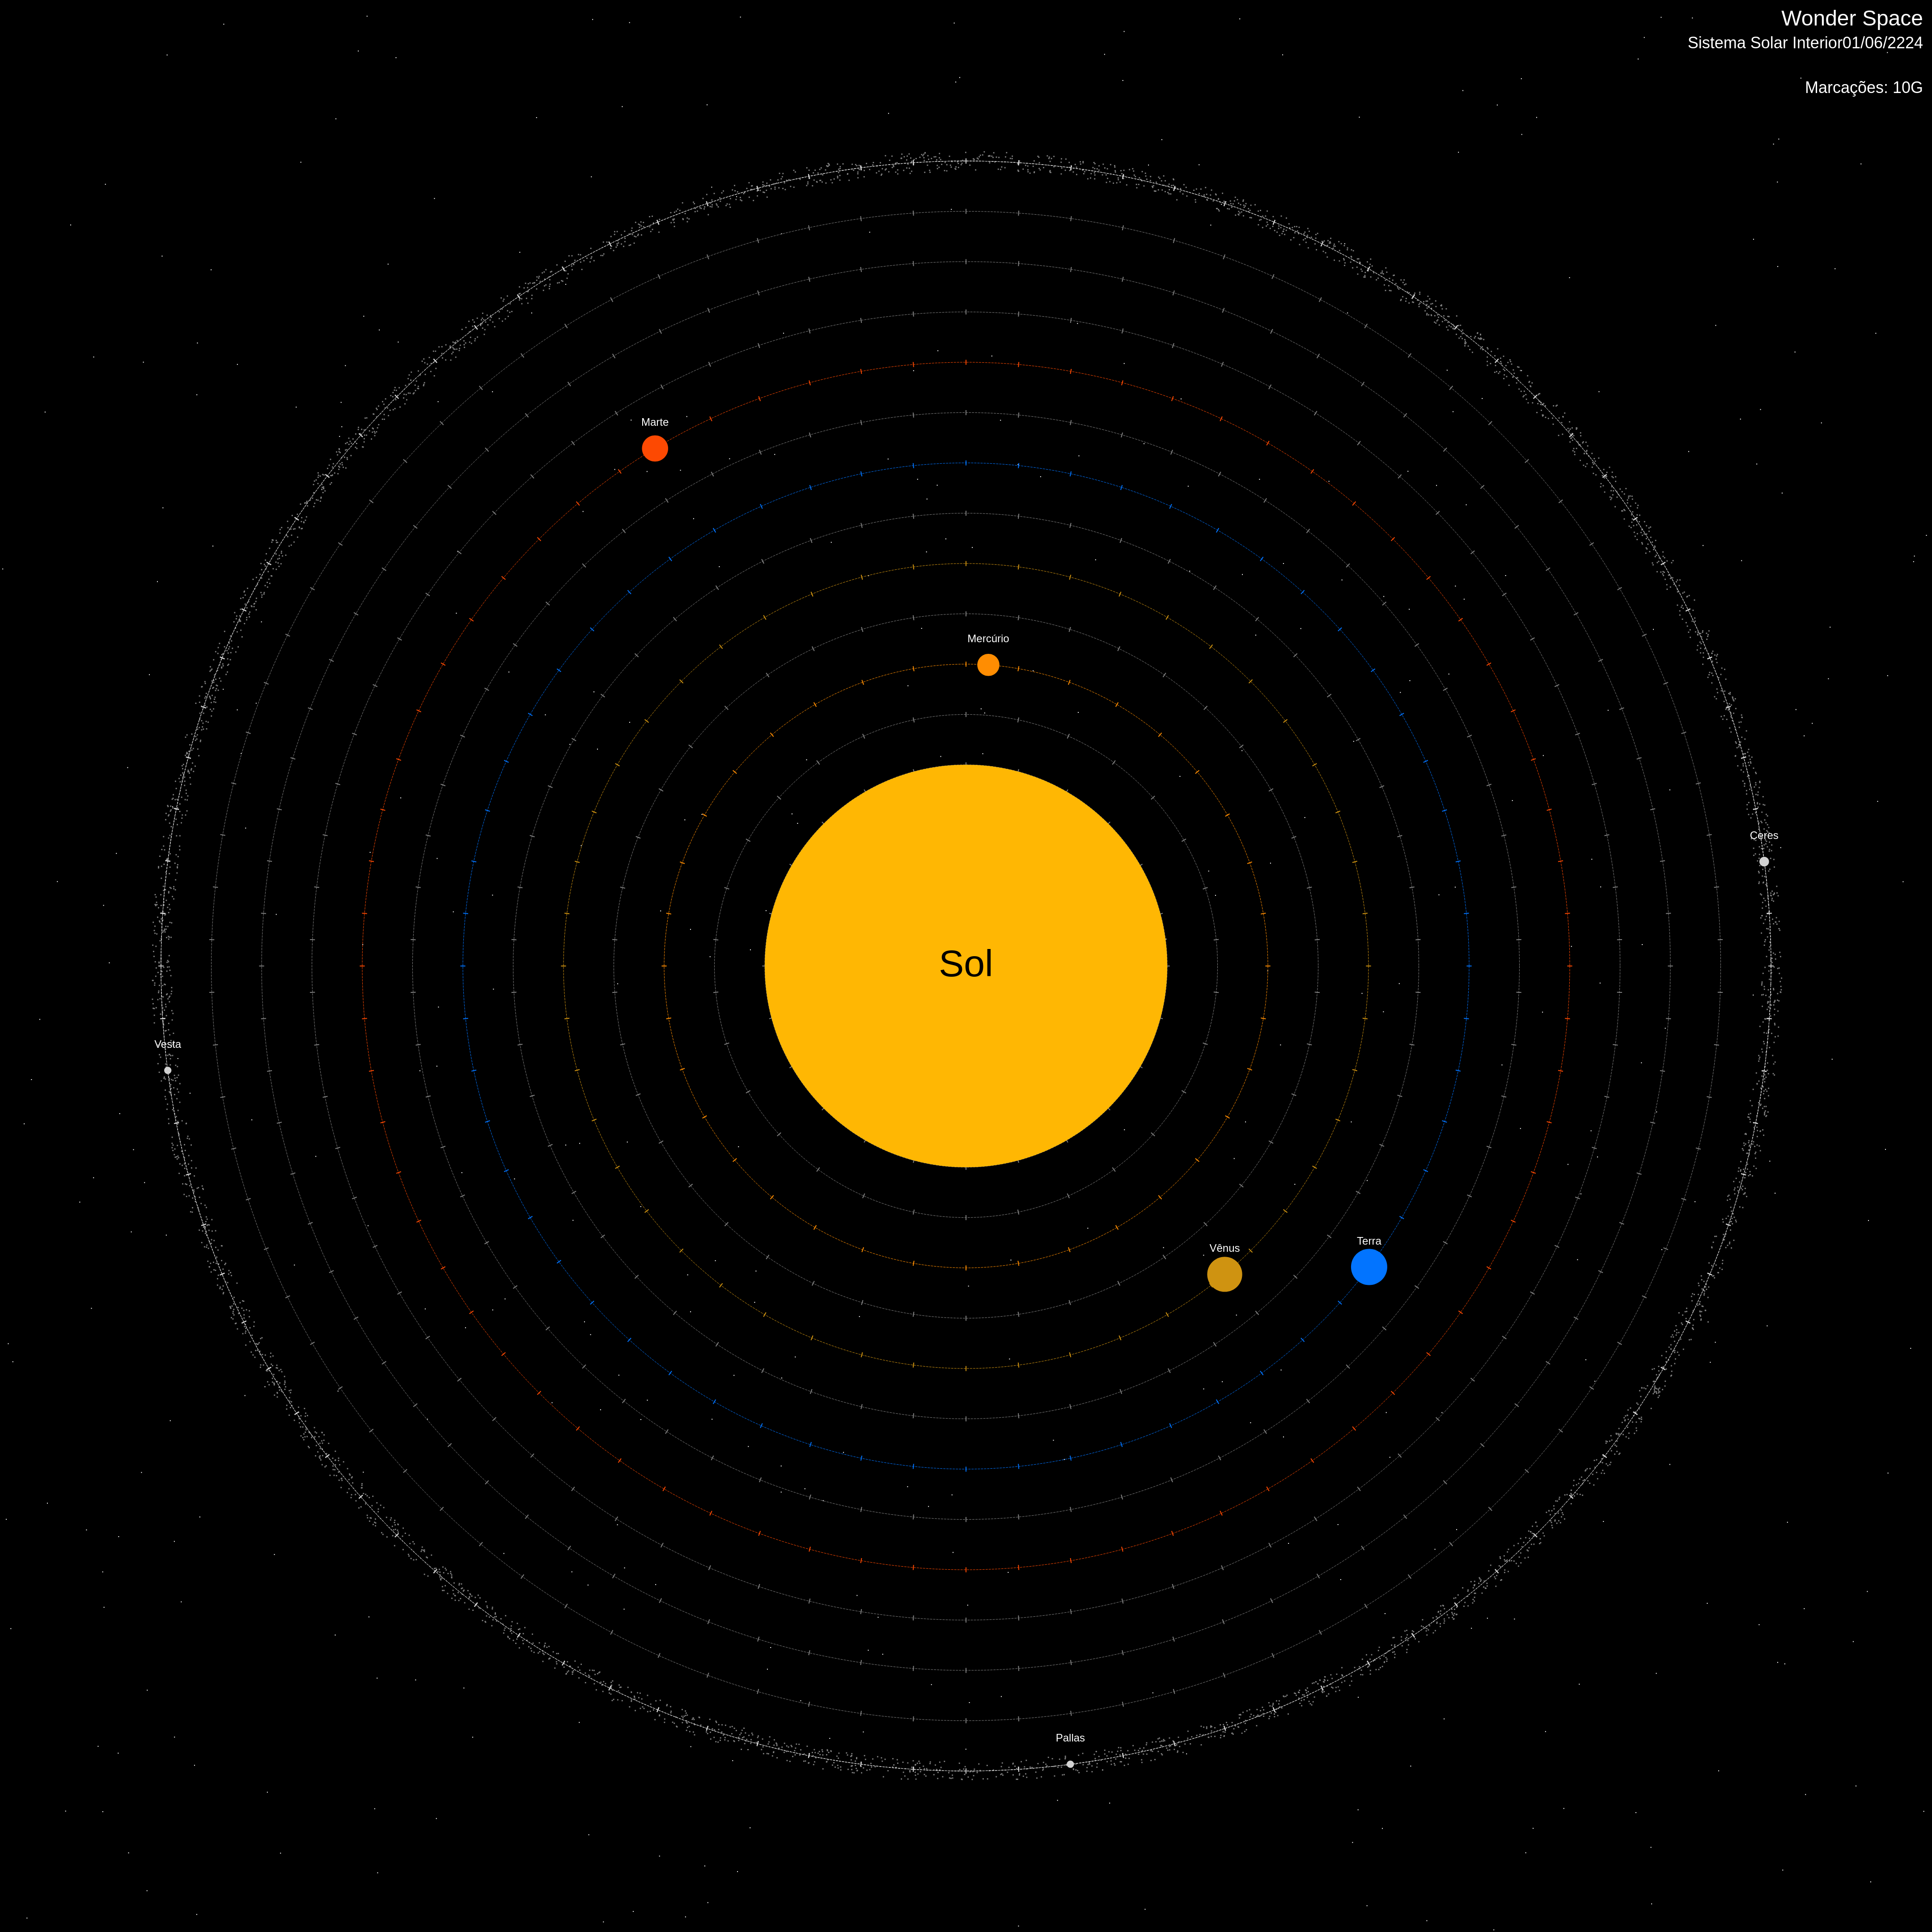 Wonder Space
Sistema Solar Interior01/06/2224
Marcações: 10G
Marte
Mercúrio
Ceres
Sol
Vesta
Terra
Vênus
Pallas